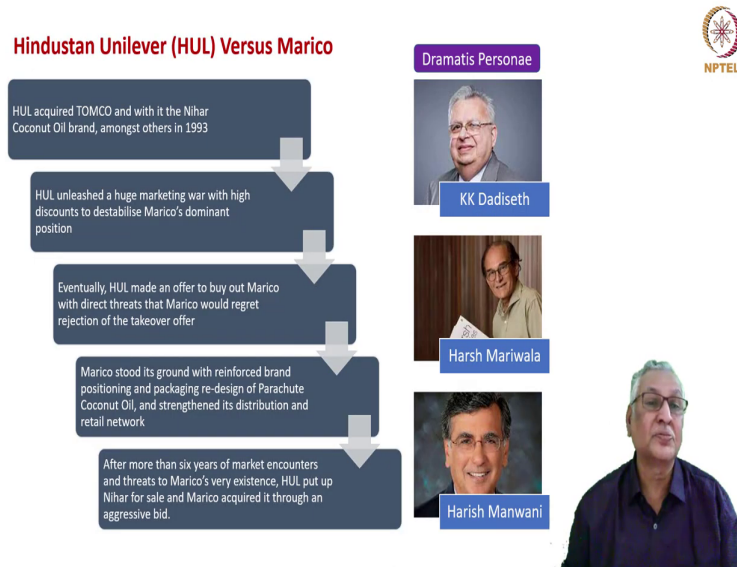 Hindustan Unilever (HUL) Versus Marico
HUL acquired TOMCO and with it the Nihar
Coconut Oil brand, amongst others in 1993
HUL unleashed a huge marketing war with high
discounts to destabilise Marico's dominant
position
Eventually, HUL made an offer to buy out Marico
with direct threats that Marico would regret
rejection of the takeover offer
Marico stood its ground with reinforced brand
positioning and packaging re-design of Parachute
Coconut Oil, and strengthened its distribution and
retail network
After more than six years of market encounters
and threats to Marico's very existence, HUL put up
Nihar for sale and Marico acquired it through an
aggressive bid.
Dramatis Personae
KK Dadiseth
Harsh Mariwala
Harish Manwani
NPTEL